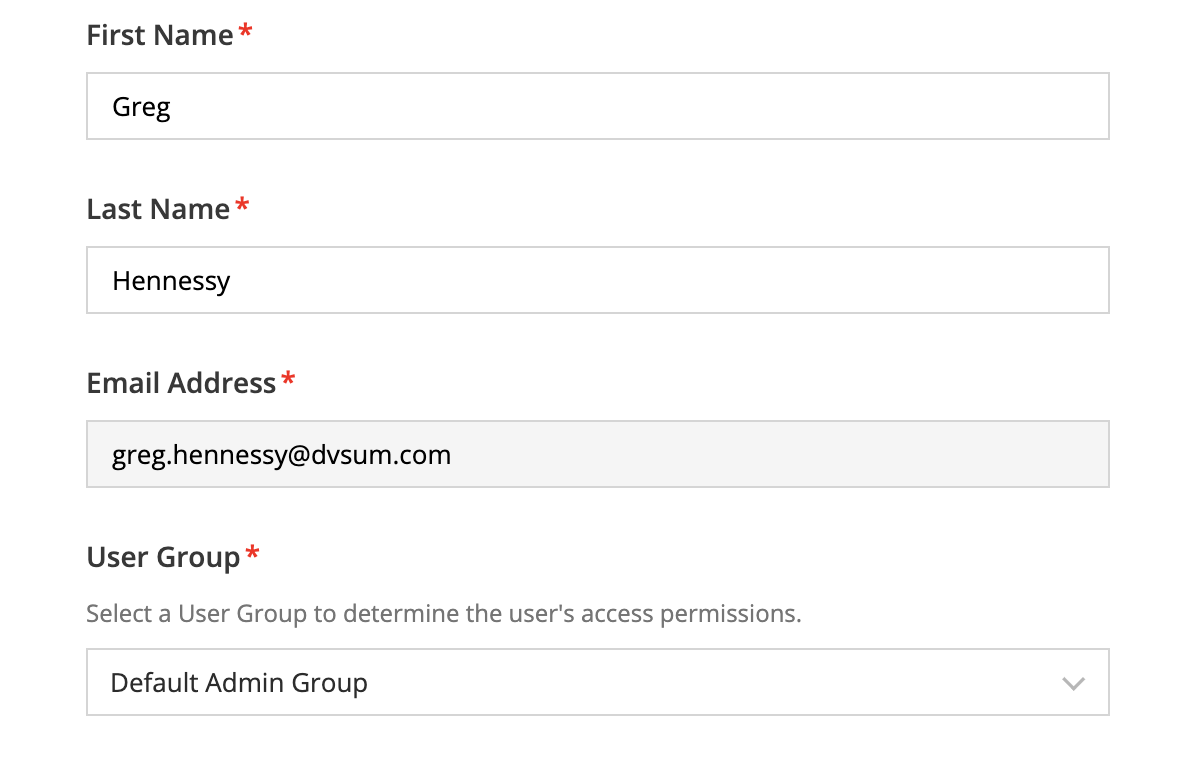 First Name*
Greg
Last Name*
Hennessy
Email Address*
greg.hennessy@dvsum.com
User Group*
Select a User Group to determine the user's access permissions.
Default Admin Group